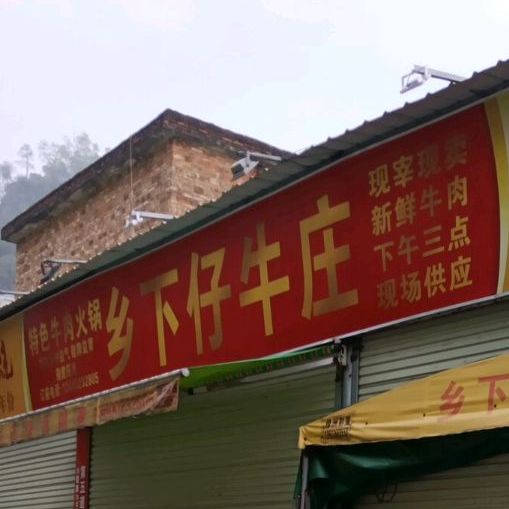 特色牛肉火锅
乡下仔牛庄
现宰现卖
新鲜牛肉
下午三点
现场供应
乡下